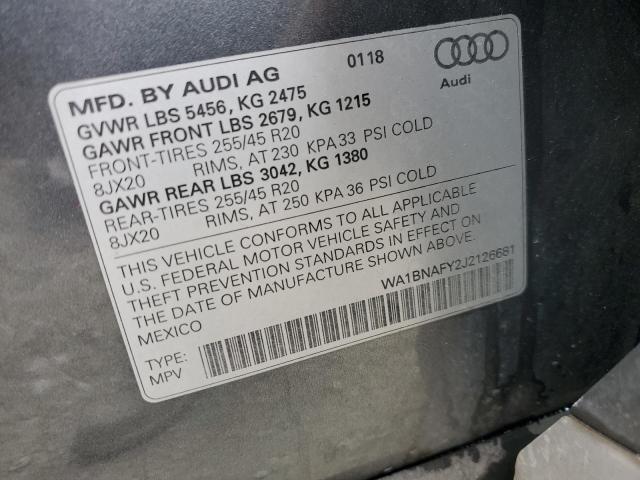 MFD. BY AUDI AG 0118
Audi
GVWR LBS 5456, KG 2475
GAWR FRONT LBS 2679, KG 1215
FRONT-TIRES 255/45 R20
8JX20 RIMS, AT 230 KPA 33 PSI COLD
GAWR REAR LBS 3042, KG 1380
REAR-TIRES 255/45 R20
8JX20 RIMS, AT 250 KPA 36 PSI COLD
THIS VEHICLE CONFORMS TO ALL APPLICABLE
U.S. FEDERAL MOTOR VEHICLE SAFETY AND
THEFT PREVENTION STANDARDS IN EFFECT ON
THE DATE OF MANUFACTURE SHOWN ABOVE.
MEXICO
WA1BNAFY2J2126681
TYPE:
MPV